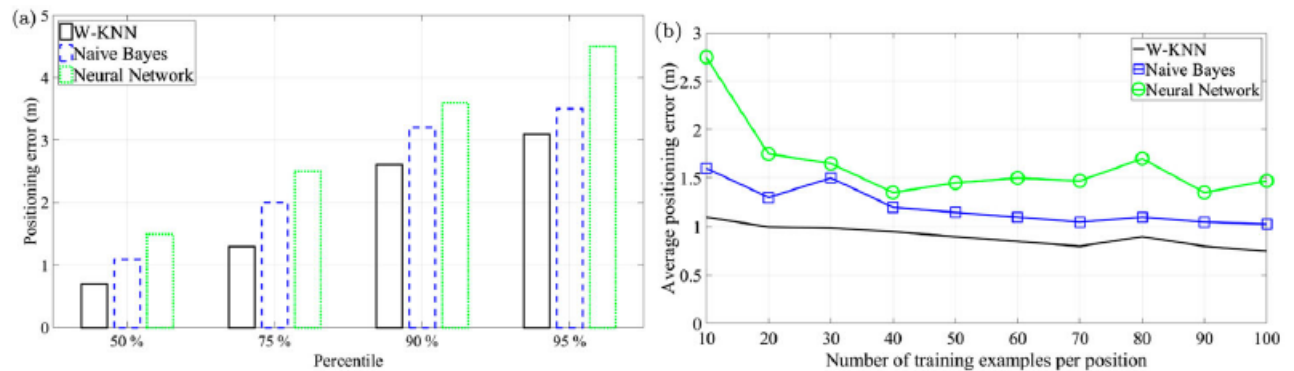 (a)
5
4
3
2
1
0
Positioning error (m)
W-KNN
Naive Bayes
Neural Network
50 %
75 %
90 %
95 %
Percentile
(b)
3
2.5
2
1.5
1
0.5
0
Average positioning error (m)
W-KNN
Naive Bayes
Neural Network
10
20
30
40
50
60
70
80
90
100
Number of training examples per position